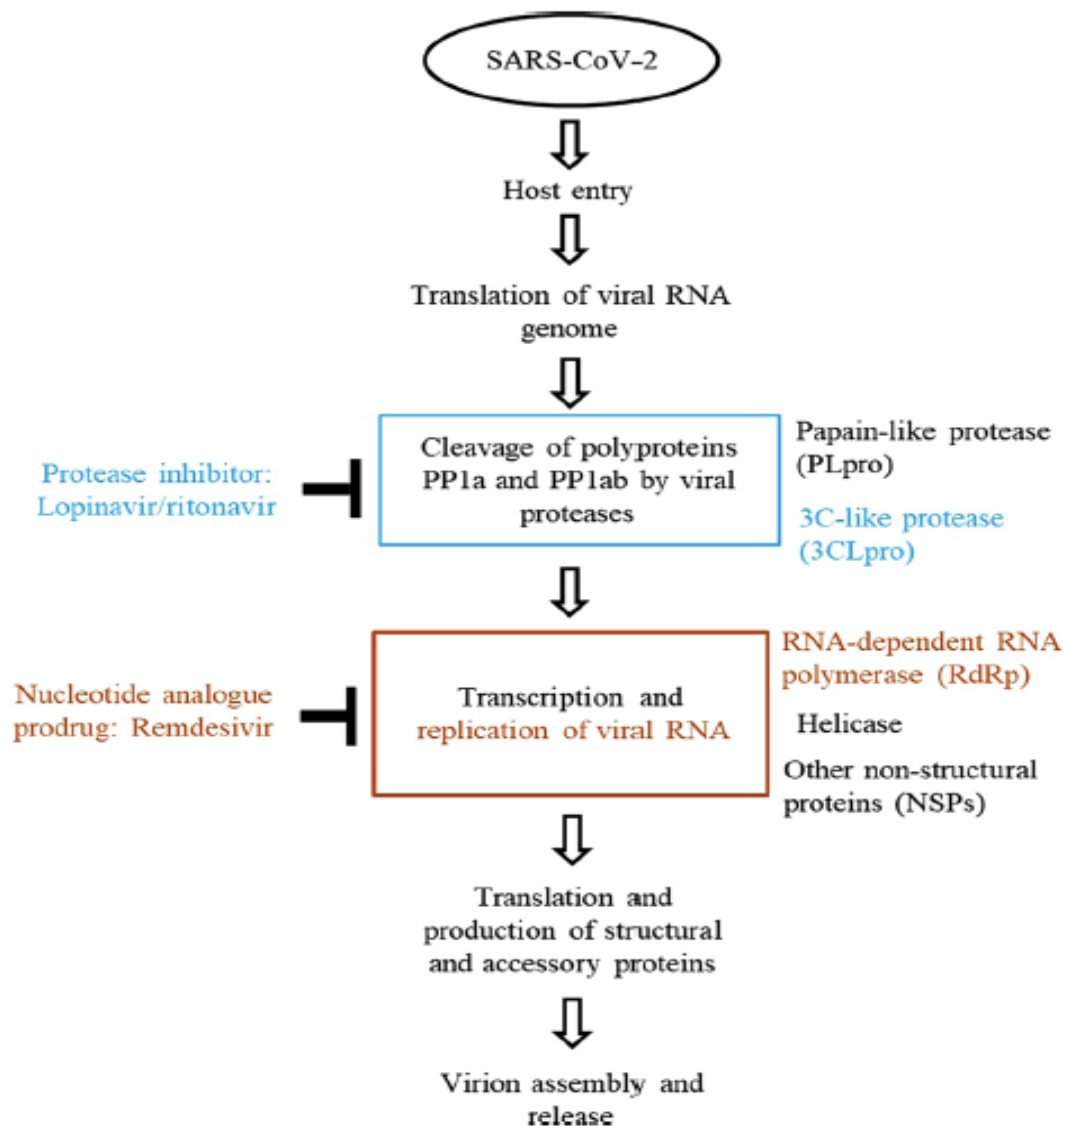 SARS-CoV-2
Host entry
Translation of viral RNA
genome
Protease inhibitor:
Lopinavir/ritonavir
Cleavage of polyproteins
PP1a and PP1ab by viral
proteases
Papain-like protease
(PLpro)
3C-like protease
(3CLpro)
Nucleotide analogue
prodrug: Remdesivir
Transcription and
replication of viral RNA
RNA-dependent RNA
polymerase (RdRp)
Helicase
Other non-structural
proteins (NSPs)
Translation and
production of structural
and accessory proteins
Virion assembly and
release